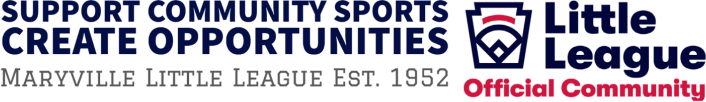 SUPPORT COMMUNITY SPORTS
CREATE OPPORTUNITIES
MARYVILLE LITTLE LEAGUE EST. 1952
Little
League
Official Community